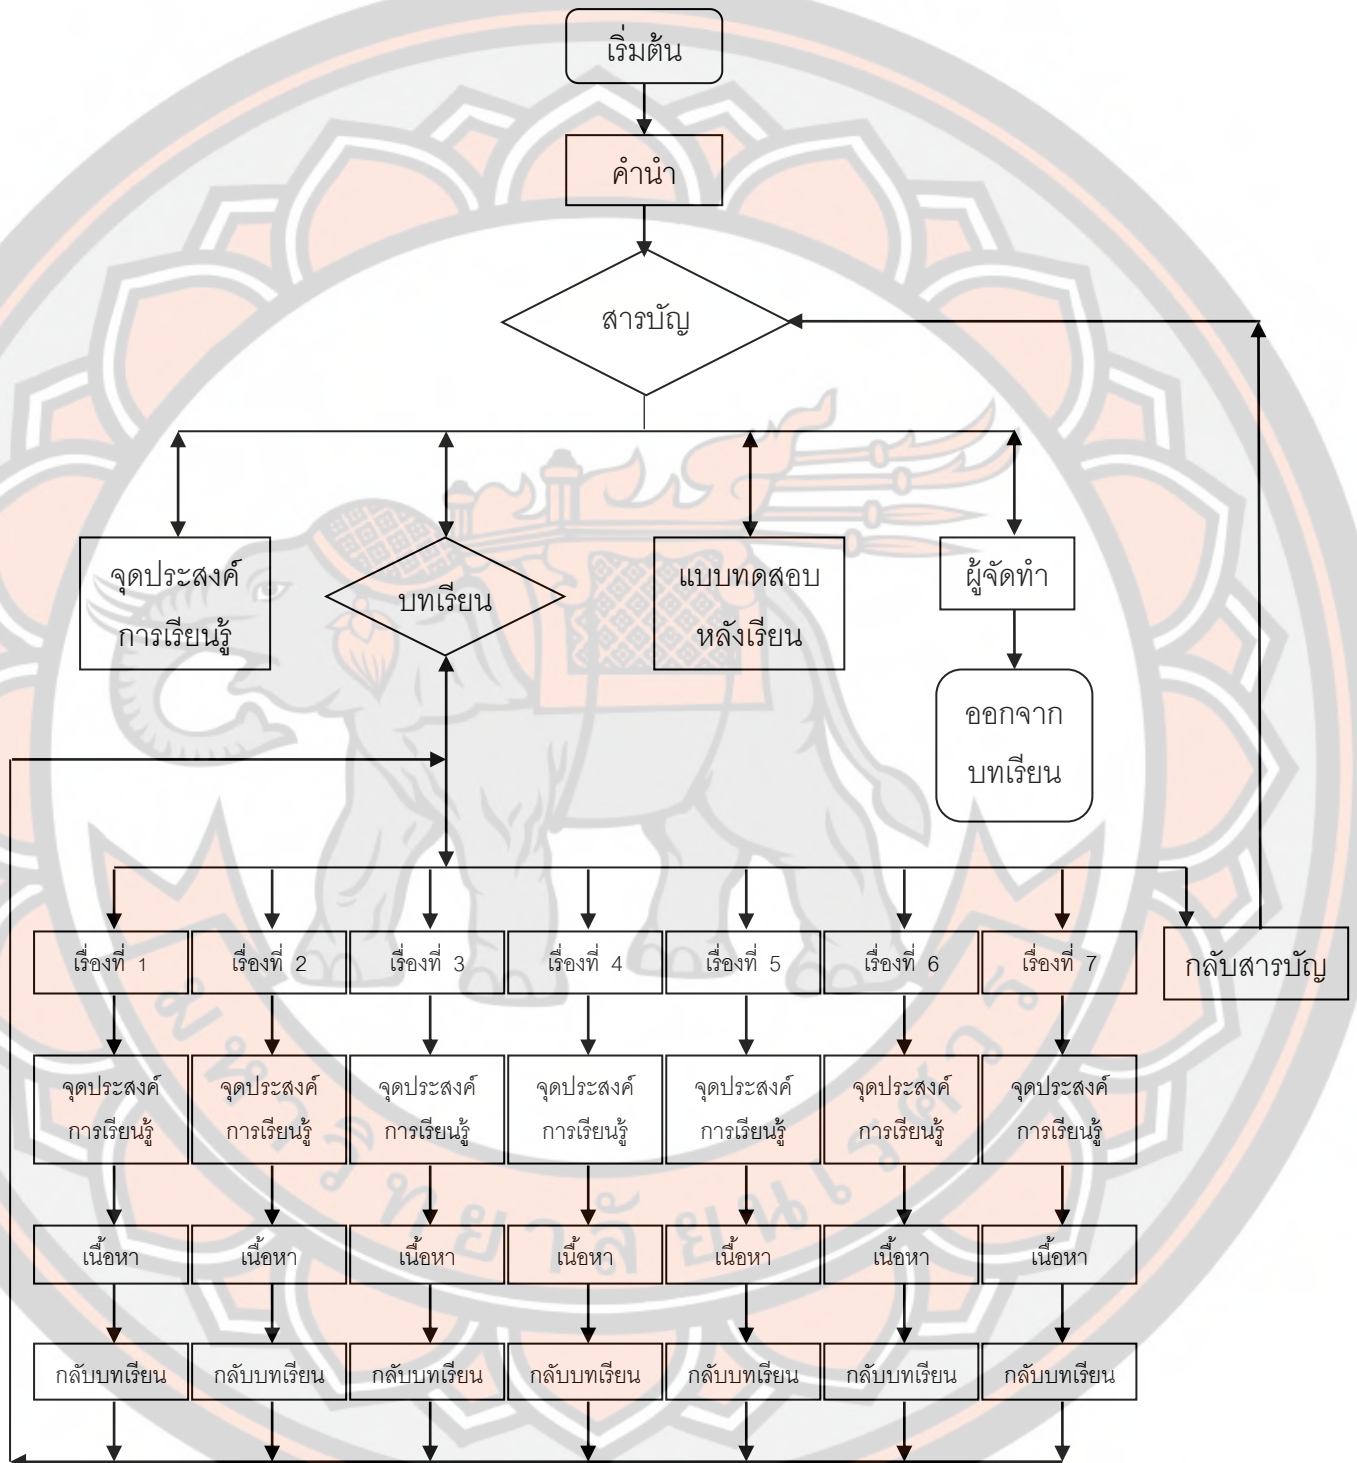 เริ่มต้น
คำนำ
สารบัญ
จุดประสงค์
การเรียนรู้
บทเรียน
แบบทดสอบ
หลังเรียน
ผู้จัดทำ
ออกจาก
บทเรียน
เรื่องที่ 1
เรื่องที่ 2
เรื่องที่ 3
เรื่องที่ 4
เรื่องที่ 5
เรื่องที่ 6
เรื่องที่ 7
กลับสารบัญ
จุดประสงค์
การเรียนรู้
จุดประสงค์
การเรียนรู้
จุดประสงค์
การเรียนรู้
จุดประสงค์
การเรียนรู้
จุดประสงค์
การเรียนรู้
จุดประสงค์
การเรียนรู้
จุดประสงค์
การเรียนรู้
เนื้อหา
เนื้อหา
เนื้อหา
เนื้อหา
เนื้อหา
เนื้อหา
เนื้อหา
กลับบทเรียน
กลับบทเรียน
กลับบทเรียน
กลับบทเรียน
กลับบทเรียน
กลับบทเรียน
กลับบทเรียน
มหาวิทยาลัยนเรศวร